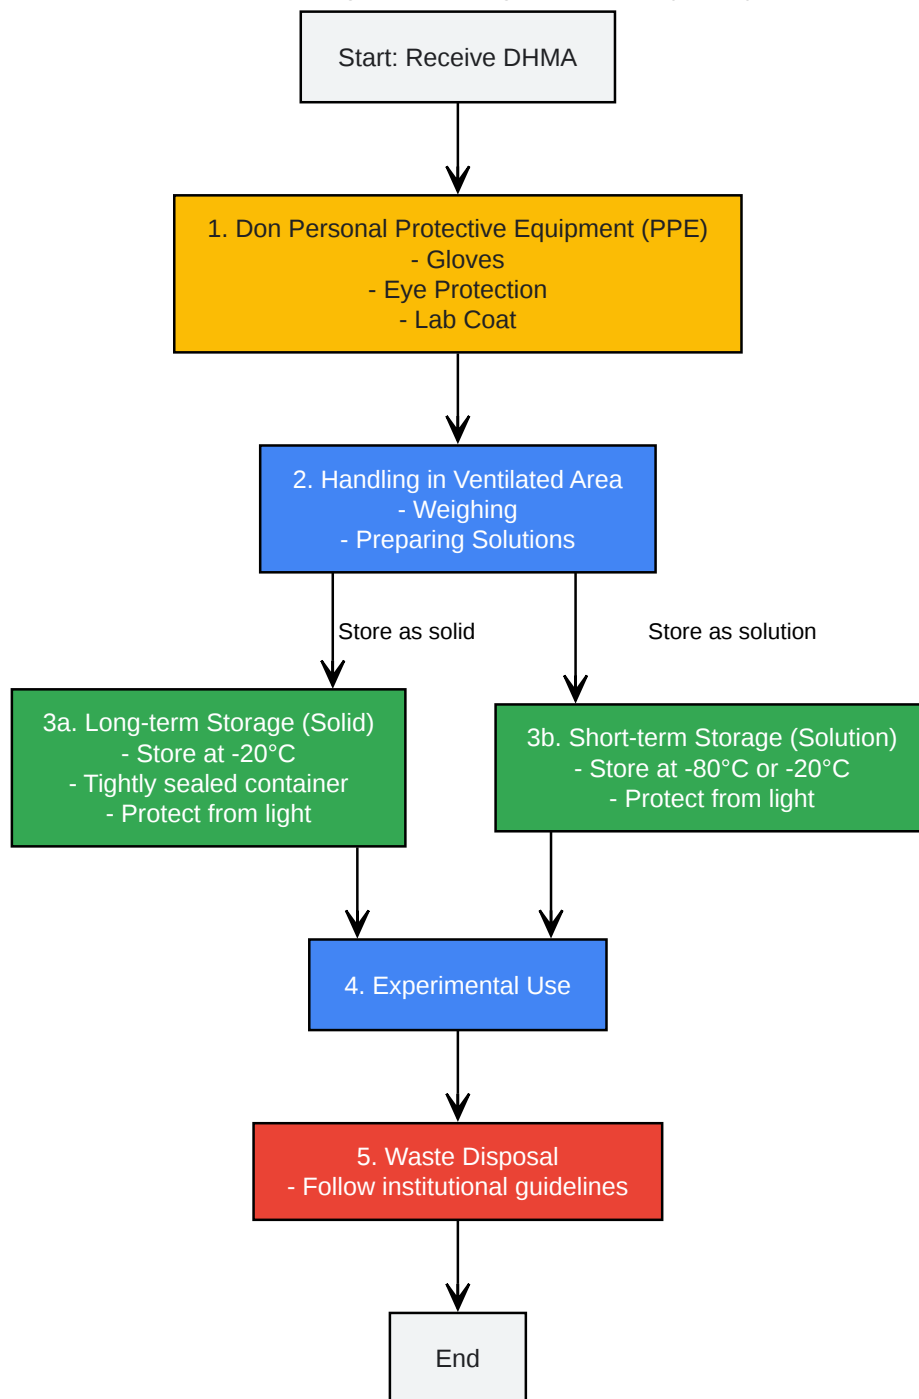 Start: Receive DHMA
1. Don Personal Protective Equipment (PPE)
- Gloves
- Eye Protection
- Lab Coat
2. Handling in Ventilated Area
- Weighing
- Preparing Solutions
Store as solid
Store as solution
3a. Long-term Storage (Solid)
- Store at -20°C
- Tightly sealed container
- Protect from light
3b. Short-term Storage (Solution)
- Store at -80°C or -20°C
- Protect from light
4. Experimental Use
5. Waste Disposal
- Follow institutional guidelines
End